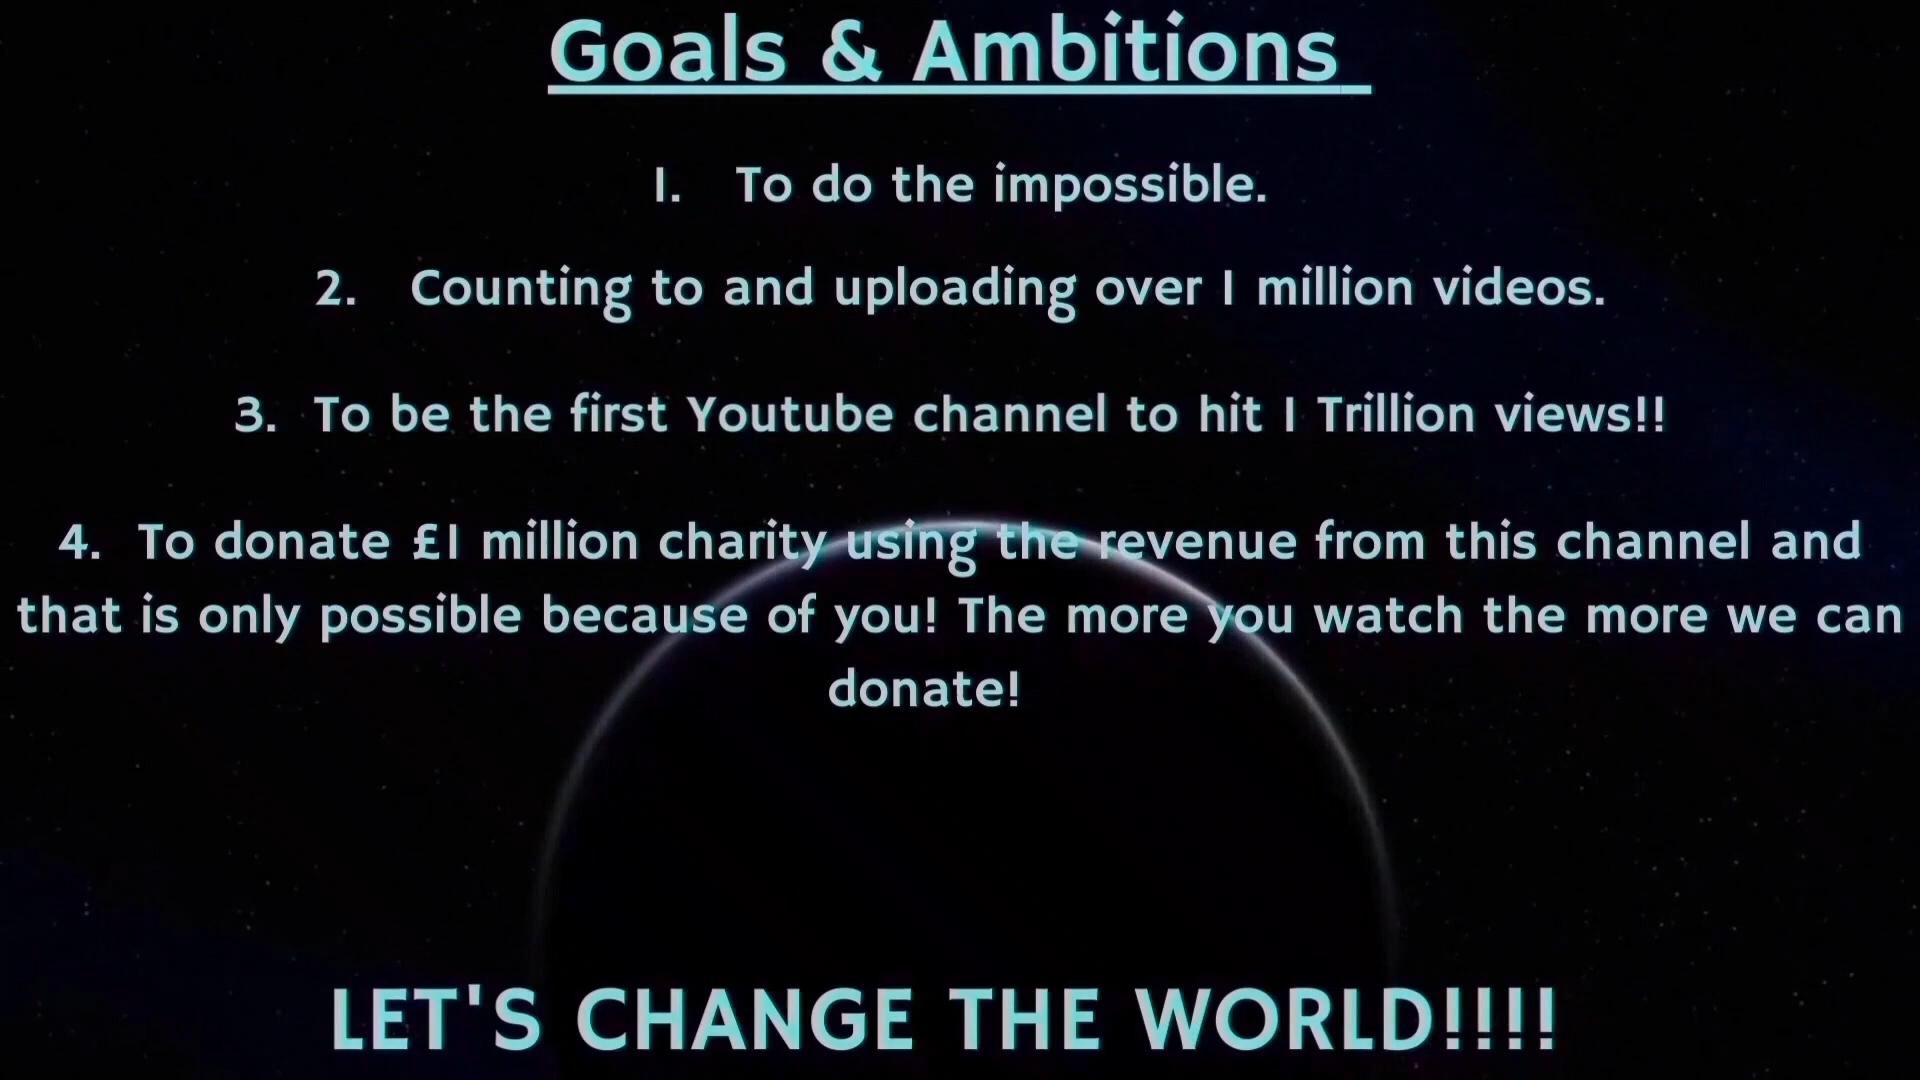 Goals & Ambitions
1. To do the impossible.
2. Counting to and uploading over 1 million videos.
3. To be the first Youtube channel to hit 1 Trillion views!!
4. To donate £1 million charity using the revenue from this channel and
that is only possible because of you! The more you watch the more we can
donate!
LET'S CHANGE THE WORLD!!!!